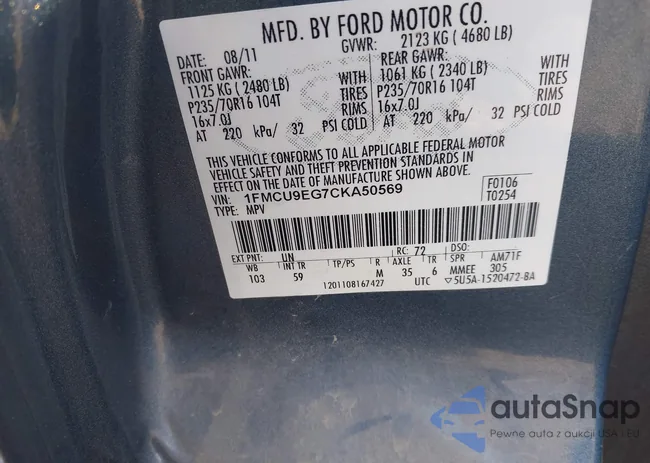 MFD. BY FORD MOTOR CO.
DATE: 08/11 GVWR: 2123 KG ( 4680 LB)
FRONT GAWR: REAR GAWR:
1125 KG ( 2480 LB) WITH 1061 KG ( 2340 LB) WITH
P235/70R16 104T TIRES P235/70R16 104T TIRES
16x7.0J RIMS 16x7.0J RIMS
AT 220 kPa/ 32 PSI COLD AT 220 kPa/ 32 PSI COLD
THIS VEHICLE CONFORMS TO ALL APPLICABLE FEDERAL MOTOR
VEHICLE SAFETY AND THEFT PREVENTION STANDARDS IN
EFFECT ON THE DATE OF MANUFACTURE SHOWN ABOVE.
VIN: 1FMCU9EG7CKA50569 F0106
TYPE: MPV T0254
EXT PNT: UN RC: 72 DSO:
WB INT TR TP/PS R AXLE TR SPR AM71F
103 59 M 35 6 MMEE 305
1201108167427 UTC ▽5U5A-1520472-BA
autaSnap
Pewne auta z aukcji USA - EU